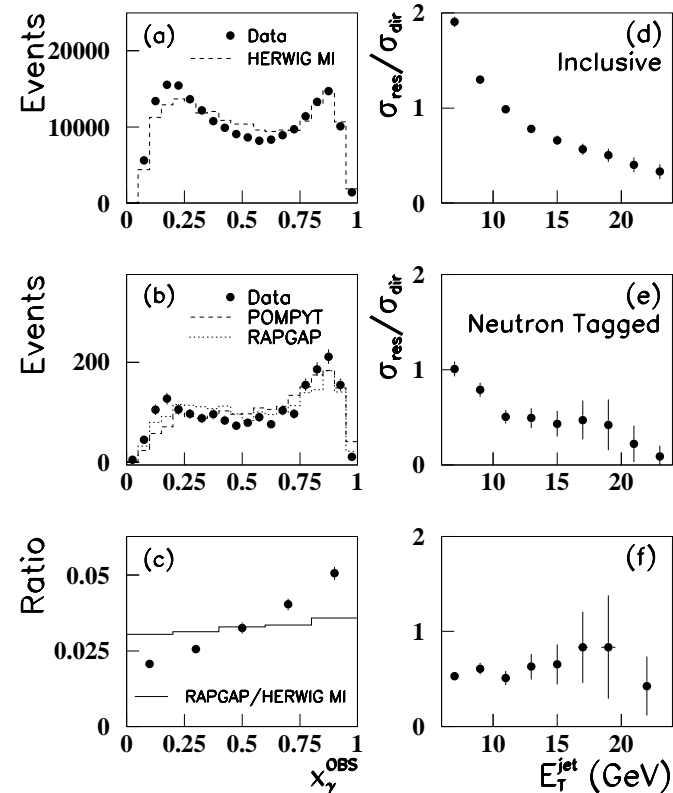 Events
20000
10000
0
(a)
Data
HERWIG MI
0 0.25 0.5 0.75 1
σres/σdir
2
1
0
(d)
Inclusive
10 15 20
Events
200
0
(b)
Data
POMPYT
RAPGAP
0 0.25 0.5 0.75 1
σres/σdir
2
1
0
(e)
Neutron Tagged
10 15 20
Ratio
0.05
0.025
0
(c)
RAPGAP/HERWIG MI
0 0.25 0.5 0.75 1
xγOBS
2
1
0
(f)
10 15 20
ETjet (GeV)